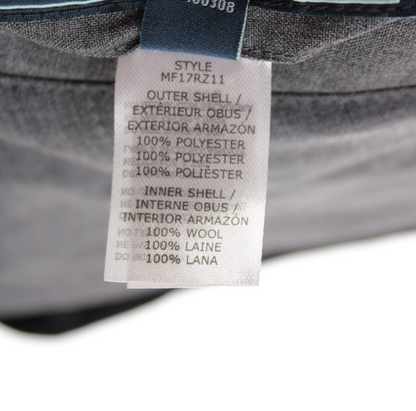 160308
STYLE
MF17RZ11
OUTER SHELL /
EXTÉRIEUR OBUS /
EXTERIOR ARMAZÓN
100% POLYESTER
100% POLYESTER
100% POLIÉSTER
INNER SHELL /
INTERNE OBUS /
INTERIOR ARMAZÓN
100% WOOL
100% LAINE
100% LANA